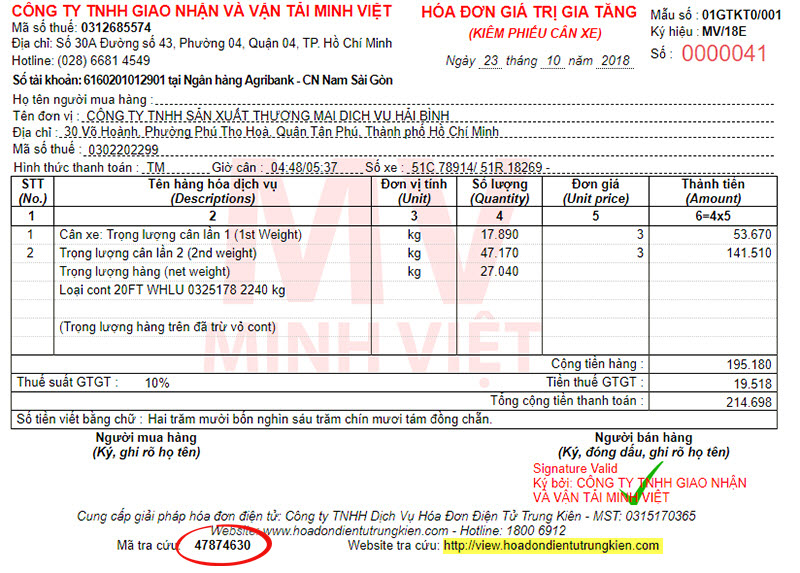 CÔNG TY TNHH GIAO NHẬN VÀ VẬN TẢI MINH VIỆT
Mã số thuế: 0312685574
Địa chỉ: Số 30A Đường số 43, Phường 04, Quận 04, TP. Hồ Chí Minh
Hotline: (028) 6681 4549
Số tài khoản: 6160201012901 tại Ngân hàng Agribank - CN Nam Sài Gòn
HÓA ĐƠN GIÁ TRỊ GIA TĂNG
(KIÊM PHIẾU CÂN XE)
Ngày 23 tháng 10 năm 2018
Mẫu số : 01GTKT0/001
Ký hiệu : MV/18E
Số : 0000041
Họ tên người mua hàng :
Tên đơn vị : CÔNG TY TNHH SẢN XUẤT THƯƠNG MẠI DỊCH VỤ HẢI BÌNH
Địa chỉ : 30 Võ Hoành, Phường Phú Thọ Hoà, Quận Tân Phú, Thành phố Hồ Chí Minh
Mã số thuế : 0302202299
Hình thức thanh toán : TM Giờ cân : 04:48/05:37 Số xe : 51C 78914/ 51R 18269 -
STT Tên hàng hóa dịch vụ Đơn vị tính Số lượng Đơn giá Thành tiền
(No.) (Descriptions) (Unit) (Quantity) (Unit price) (Amount)
1 2 3 4 5 6=4x5
1 Cân xe: Trọng lượng cân lần 1 (1st Weight) kg 17.890 3 53.670
2 Trọng lượng cân lần 2 (2nd weight) kg 47.170 3 141.510
Trọng lượng hàng (net weight) kg 27.040
Loại cont 20FT WHLU 0325178 2240 kg
(Trọng lượng hàng trên đã trừ vỏ cont)
MV
MINH VIỆT
Cộng tiền hàng : 195.180
Thuế suất GTGT : 10% Tiền thuế GTGT : 19.518
Tổng cộng tiền thanh toán : 214.698
Số tiền viết bằng chữ : Hai trăm mười bốn nghìn sáu trăm chín mươi tám đồng chẵn.
Người mua hàng Người bán hàng
(Ký, ghi rõ họ tên) (Ký, đóng dấu, ghi rõ họ tên)
Signature Valid
Ký bởi: CÔNG TY TNHH GIAO NHẬN
VÀ VẬN TẢI MINH VIỆT
Cung cấp giải pháp hóa đơn điện tử: Công ty TNHH Dịch Vụ Hóa Đơn Điện Tử Trung Kiên - MST: 0315170365
Website: www.hoadondientutrungkien.com - Hotline: 1800 6912
Mã tra cứu: 47874630 Website tra cứu: http://view.hoadondientutrungkien.com